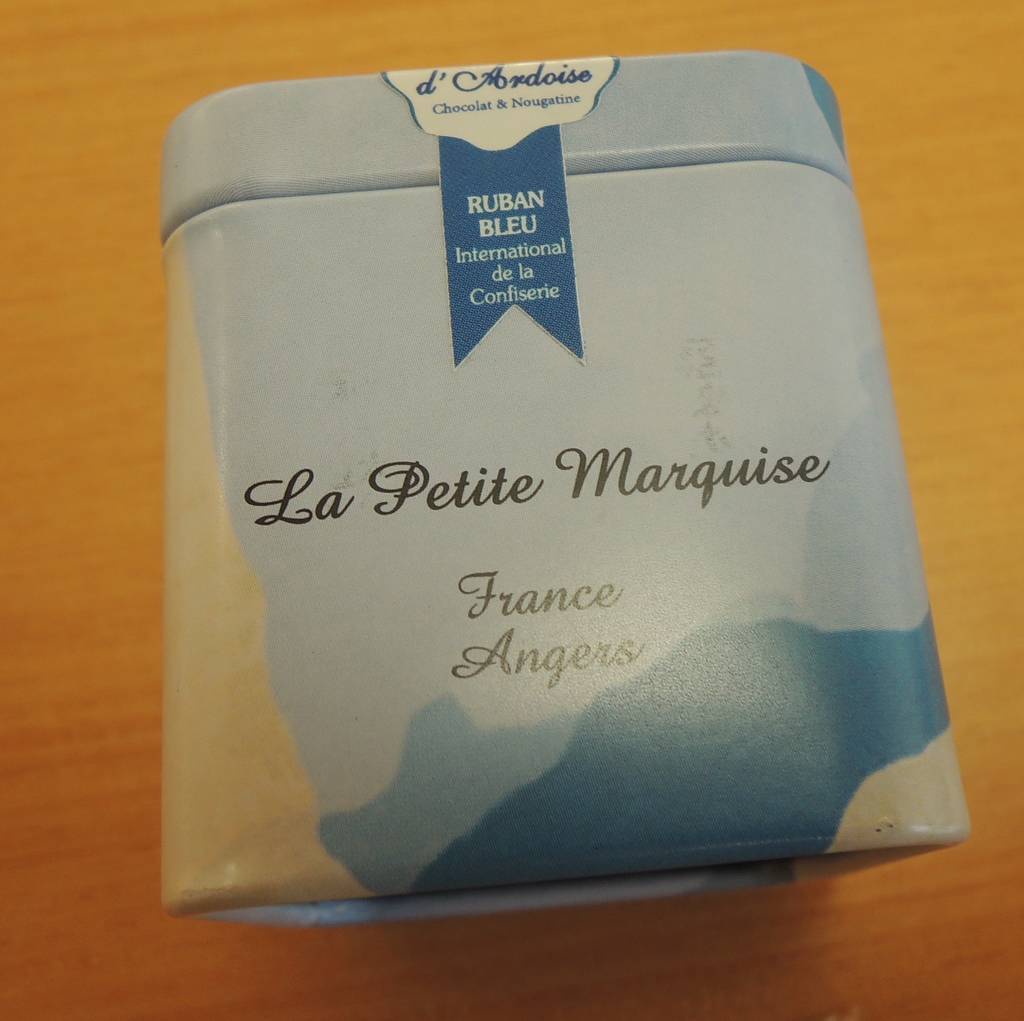 d'Ardoise
Chocolat & Nougatine
RUBAN
BLEU
International
de la
Confiserie
La Petite Marquise
France
Angers